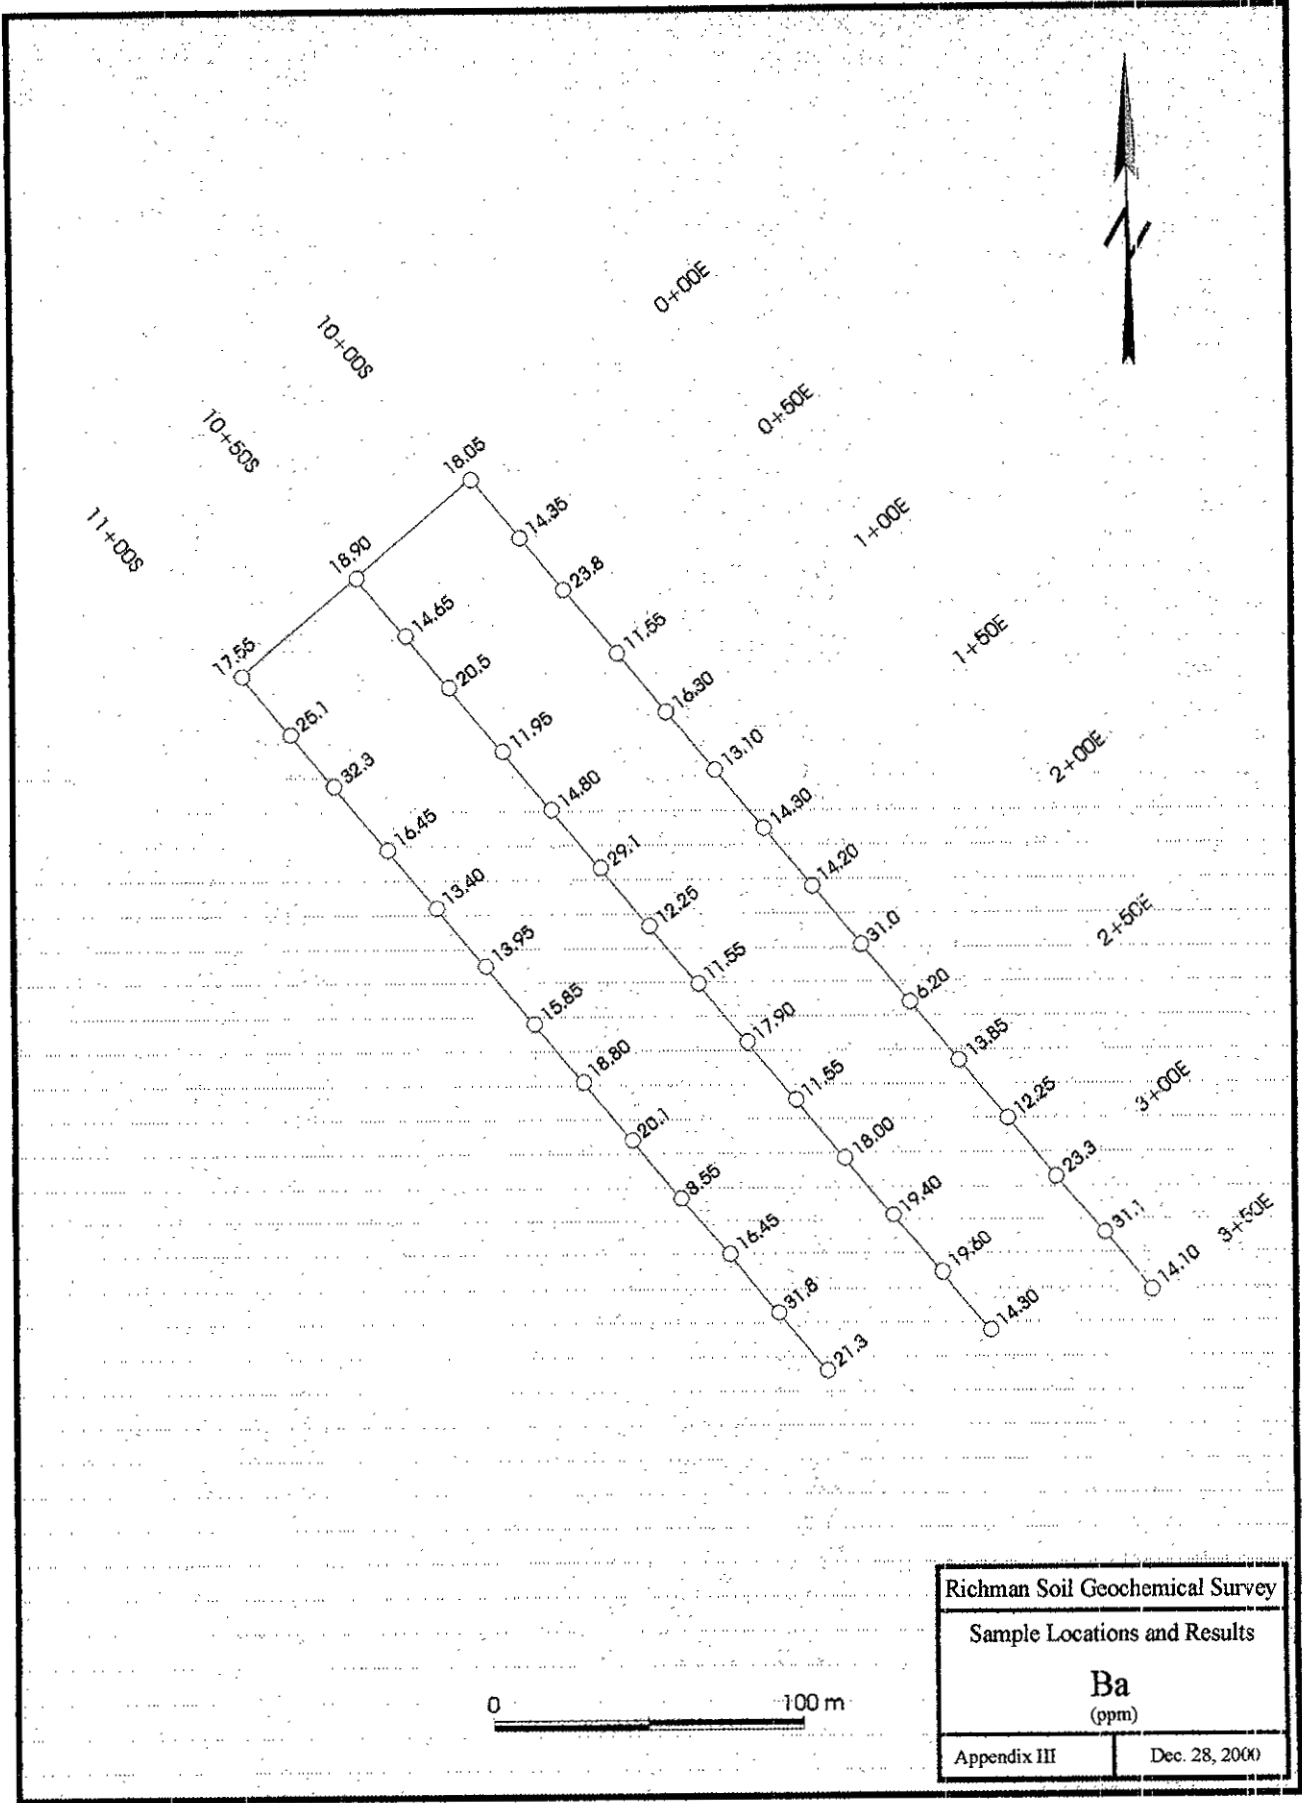 N
0+00E
10+00S
0+50E
10+50S
1+00E
11+00S
1+50E
2+00E
2+50E
3+00E
3+50E
18.05
14.35
23.8
11.55
16.30
13.10
14.30
14.20
31.0
6.20
13.85
12.25
23.3
31.1
14.10
18.90
14.65
20.5
11.95
14.80
29.1
12.25
11.55
17.90
11.55
18.00
19.40
19.60
14.30
17.55
25.1
32.3
16.45
13.40
13.95
15.85
18.80
20.1
8.55
16.45
31.8
21.3
0 100 m
Richman Soil Geochemical Survey
Sample Locations and Results
Ba
(ppm)
Appendix III
Dec. 28, 2000